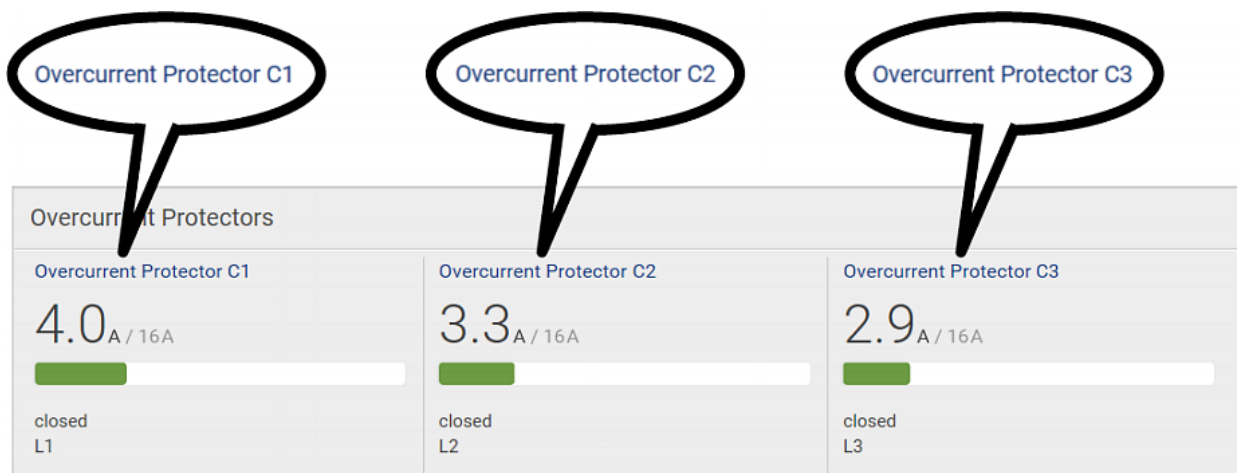 Overcurrent Protector C1
Overcurrent Protector C2
Overcurrent Protector C3
Overcurrent Protectors
Overcurrent Protector C1
4.0A / 16A
closed
L1
Overcurrent Protector C2
3.3A / 16A
closed
L2
Overcurrent Protector C3
2.9A / 16A
closed
L3